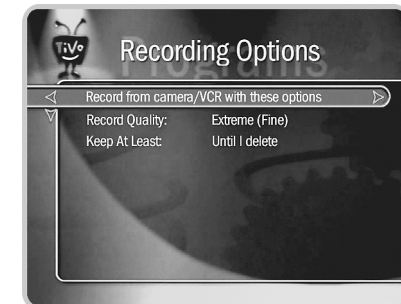 TiVo
Recording Options
Programs
Record from camera/VCR with these options
Record Quality: Extreme (Fine)
Keep At Least: Until I delete